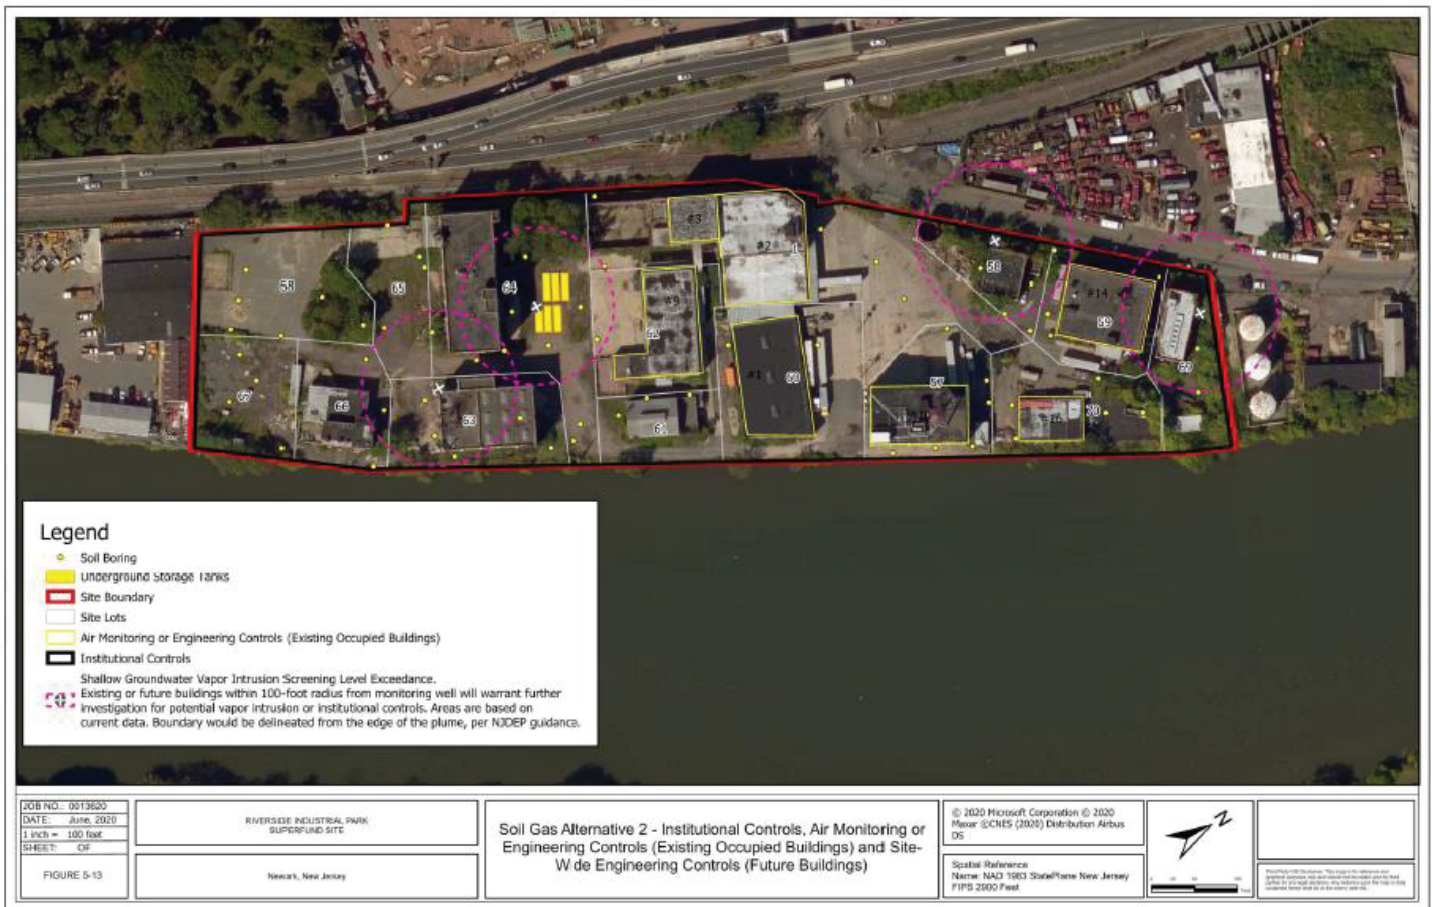 #3
#2
1
58
64
#9
58
#14
65
62
59
69
#1
60
57
67
66
63
61
70
Legend
Soil Boring
Underground Storage Tanks
Site Boundary
Site Lots
Air Monitoring or Engineering Controls (Existing Occupied Buildings)
Institutional Controls
Shallow Groundwater Vapor Intrusion Screening Level Exceedance.
Existing or future buildings within 100-foot radius from monitoring well will warrant further
investigation for potential vapor intrusion or institutional controls. Areas are based on
current data. Boundary would be delineated from the edge of the plume, per NJDEP guidance.
JOB NO.: 0013620
DATE: June, 2020
1 inch = 100 feet
SHEET: OF
FIGURE 5-13
RIVERSIDE INDUSTRIAL PARK
SUPERFUND SITE
Newark, New Jersey
Soil Gas Alternative 2 - Institutional Controls, Air Monitoring or
Engineering Controls (Existing Occupied Buildings) and Site-
Wide Engineering Controls (Future Buildings)
© 2020 Microsoft Corporation © 2020
Maxar ©CNES (2020) Distribution Airbus
DS
Spatial Reference
Name: NAD 1983 StatePlane New Jersey
FIPS 2900 Feet
Z